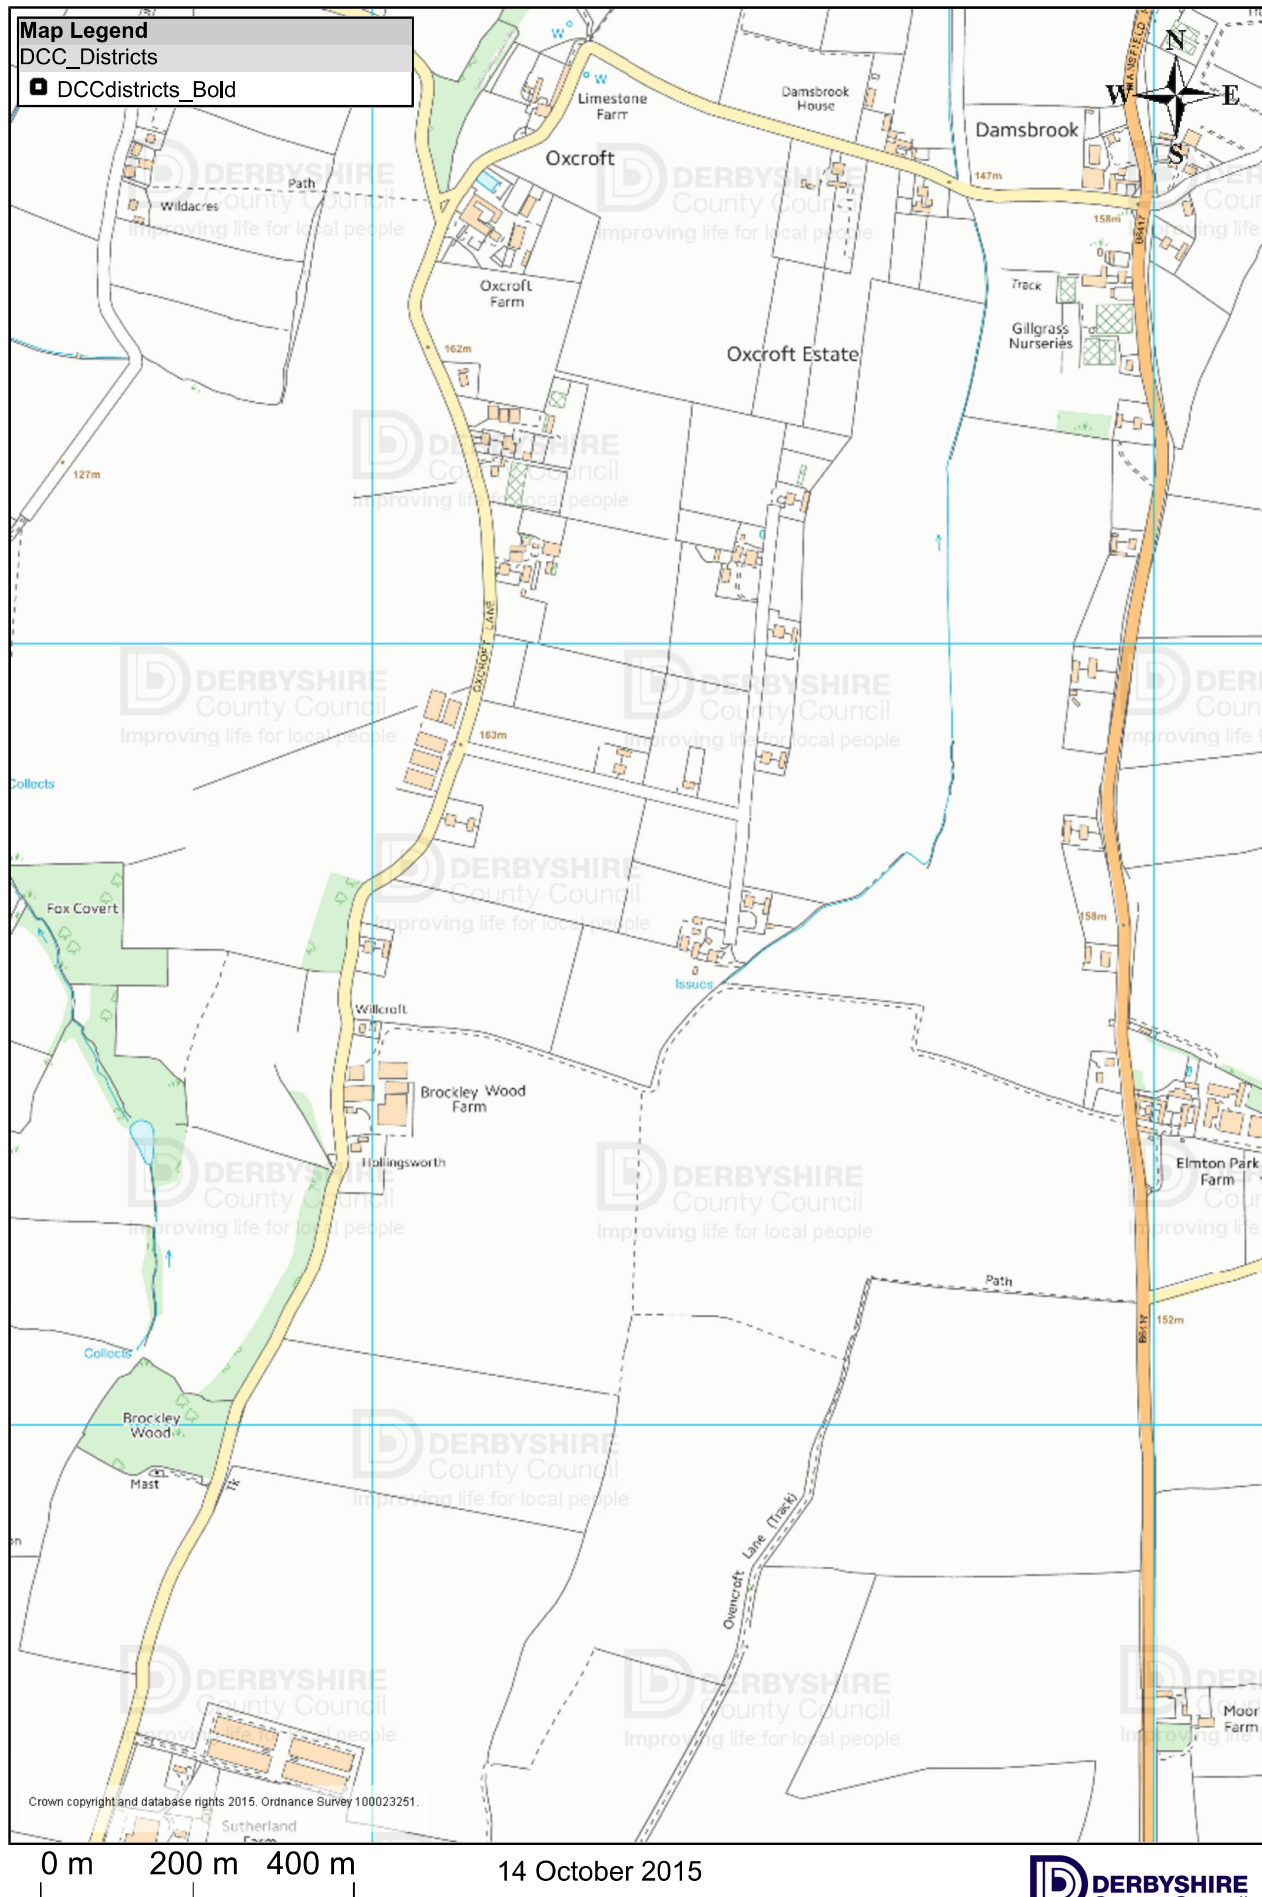 Map Legend
DCC_Districts
DCCdistricts_Bold
N
W
E
S
MANSFIELD
W
W
Limestone
Farm
Damsbrook
House
Damsbrook
Oxcroft
Path
Wildacres
147m
158m
B6417
Oxcroft
Farm
Track
Gillgrass
Nurseries
162m
Oxcroft Estate
127m
OXCROFT LANE
163m
Collects
Fox Covert
158m
Issues
Willcroft
Brockley Wood
Farm
Hollingsworth
Elmton Park
Farm
Path
152m
B6417
Collects
Brockley
Wood
Mast
Tk
Ovencroft Lane (Track)
Moor
Farm
Sutherland
Farm
DERBYSHIRE
County Council
Improving life for local people
Crown copyright and database rights 2015. Ordnance Survey 100023251.
0 m 200 m 400 m
14 October 2015
DERBYSHIRE